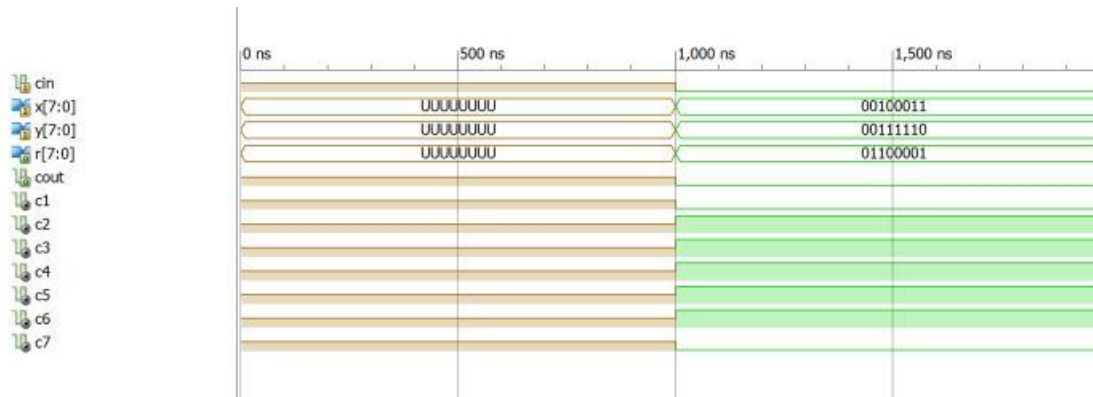 0 ns 500 ns 1,000 ns 1,500 ns
cin
x[7:0] UUUUUUUU 00100011
y[7:0] UUUUUUUU 00111110
r[7:0] UUUUUUUU 01100001
cout
c1
c2
c3
c4
c5
c6
c7